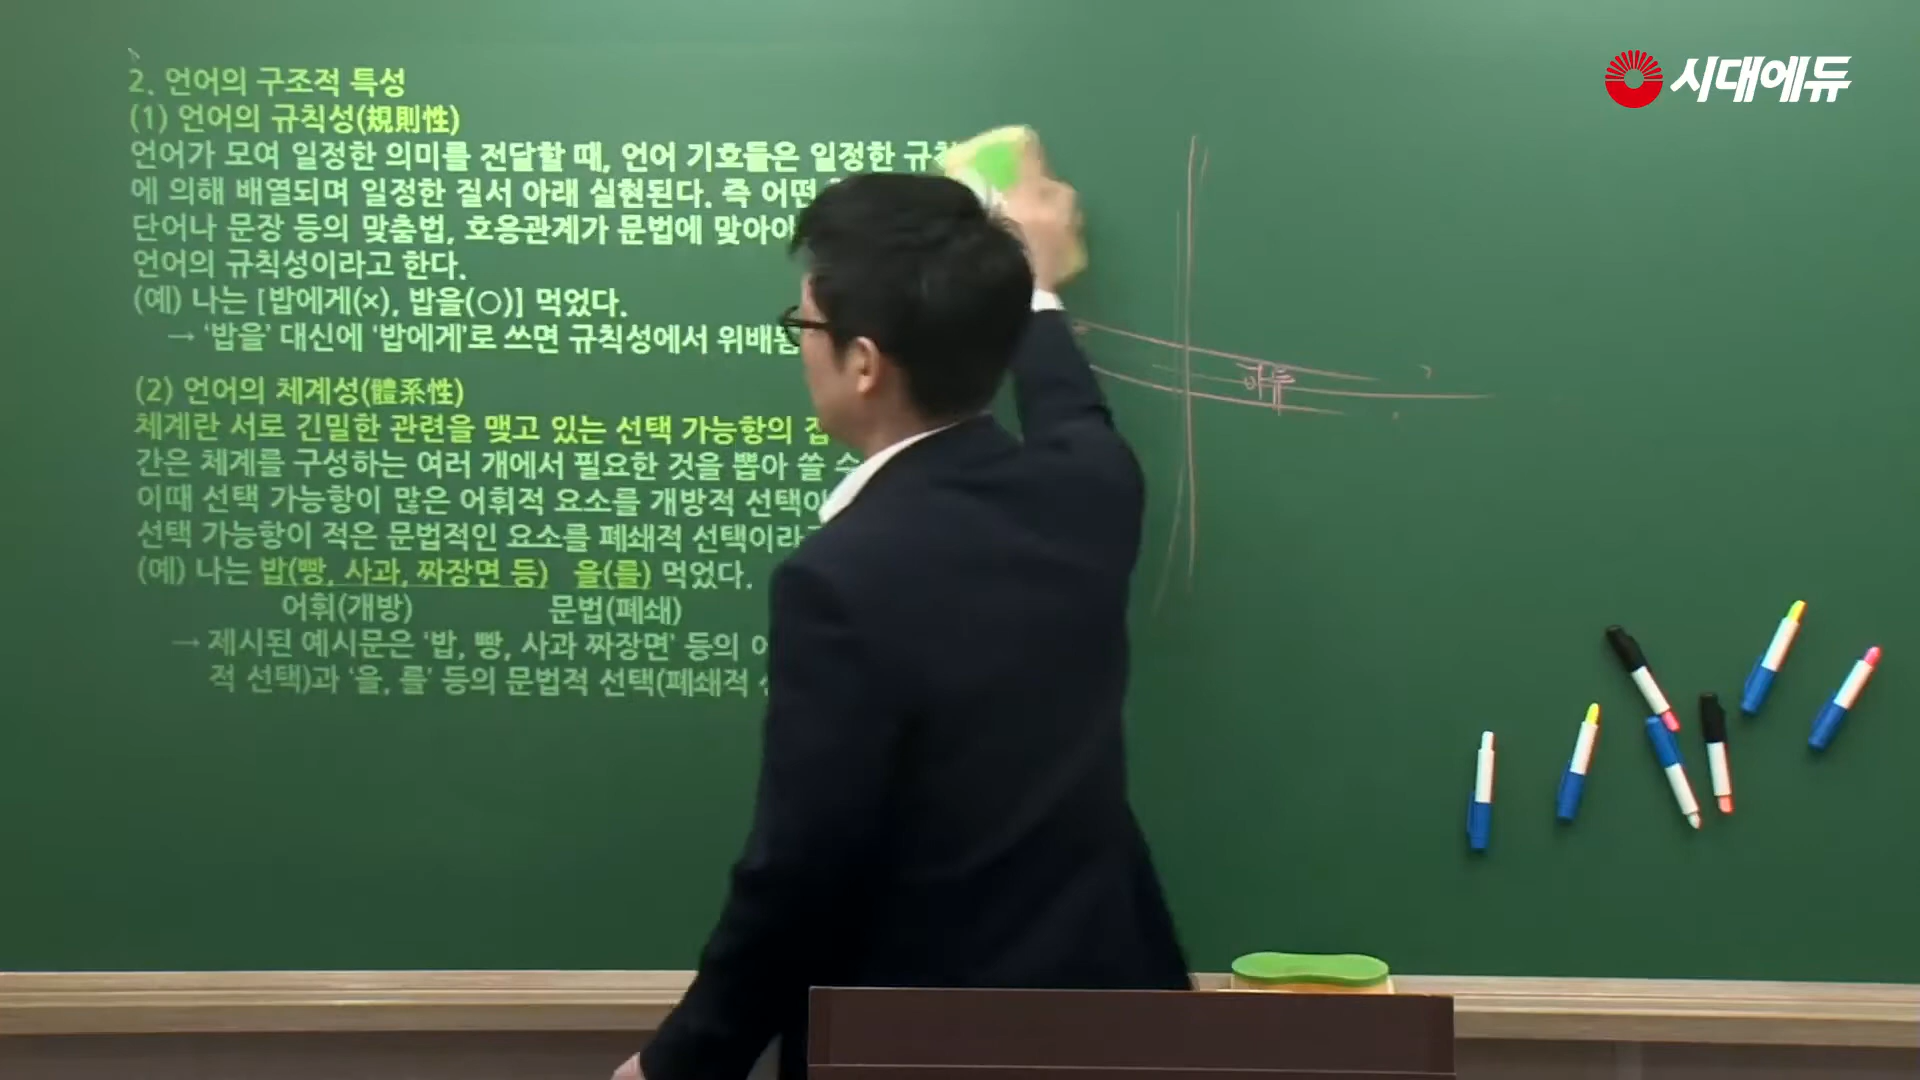 시대에듀
2. 언어의 구조적 특성
(1) 언어의 규칙성(規則性)
언어가 모여 일정한 의미를 전달할 때, 언어 기호들은 일정한
에 의해 배열되며 일정한 질서 아래 실현된다. 즉 어떤
단어나 문장 등의 맞춤법, 호응관계가 문법에 맞아야
언어의 규칙성이라고 한다.
(예) 나는 [밥에게(×), 밥을(○)] 먹었다.
→ ‘밥을’ 대신에 ‘밥에게’로 쓰면 규칙성에서
(2) 언어의 체계성(體系性)
체계란 서로 긴밀한 관련을 맺고 있는 선택 가능항의
간은 체계를 구성하는 여러 개에서 필요한 것을 뽑아 쓸 수
이때 선택 가능항이 많은 어휘적 요소를 개방적
선택 가능항이 적은 문법적인 요소를 폐쇄적
(예) 나는 밥(빵, 사과, 짜장면 등) 을(를) 먹었다.
어휘(개방) 문법(폐쇄)
→ 제시된 예시문은 ‘밥, 빵, 사과 짜장면’ 등의
적 선택)과 ‘을, 를’ 등의 문법적 선택(폐쇄적